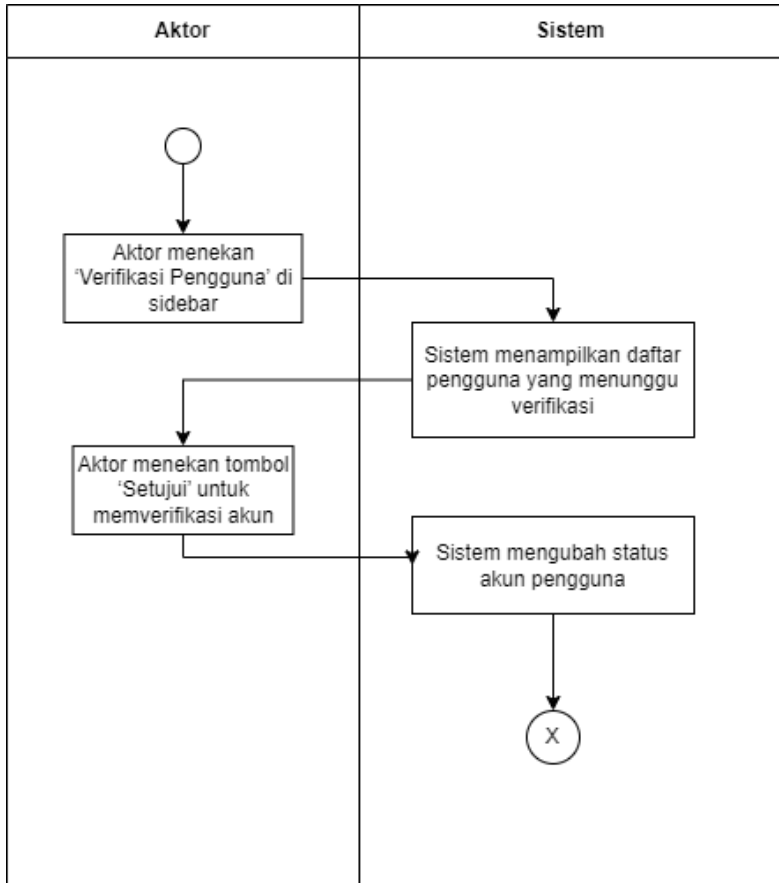 Aktor
Sistem
Aktor menekan
‘Verifikasi Pengguna’ di
sidebar
Sistem menampilkan daftar
pengguna yang menunggu
verifikasi
Aktor menekan tombol
‘Setujui’ untuk
memverifikasi akun
Sistem mengubah status
akun pengguna
X